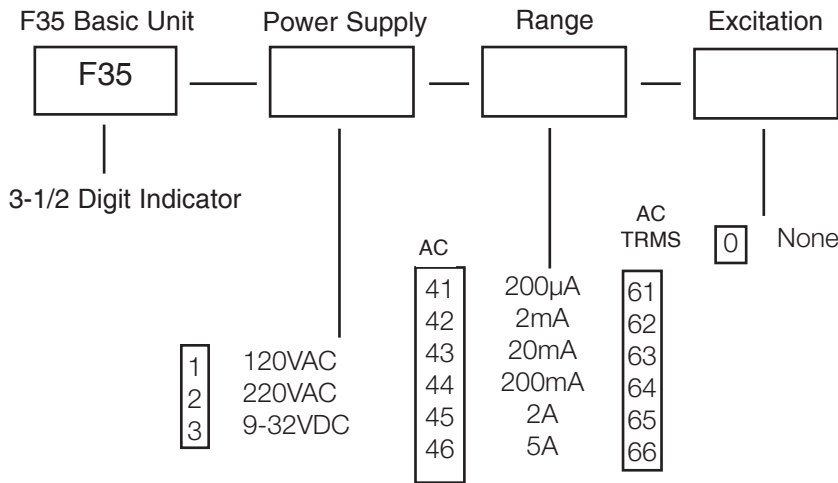 F35 Basic Unit Power Supply Range Excitation
F35
3-1/2 Digit Indicator
AC
TRMS
0 None
AC
41 200µA 61
42 2mA 62
43 20mA 63
44 200mA 64
45 2A 65
46 5A 66
1 120VAC
2 220VAC
3 9-32VDC